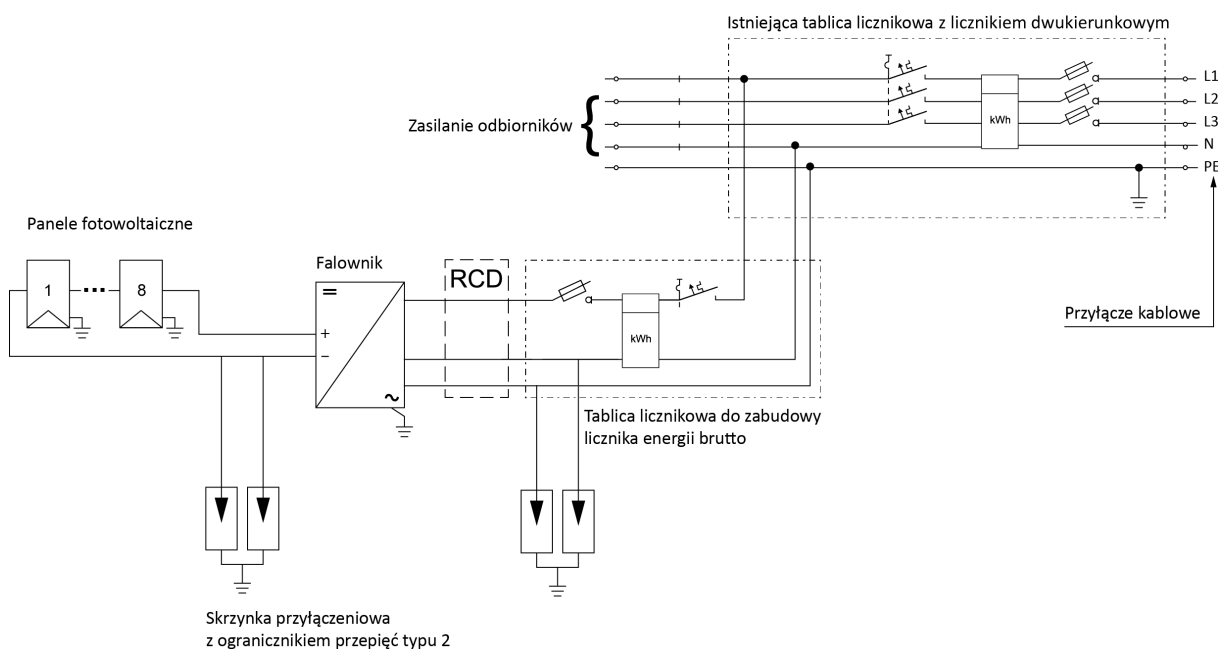 Istniejąca tablica licznikowa z licznikiem dwukierunkowym
L1
L2
L3
N
PE
kWh
Zasilanie odbiorników
Panele fotowoltaiczne
1
8
Falownik
RCD
kWh
Przyłącze kablowe
Tablica licznikowa do zabudowy
licznika energii brutto
Skrzynka przyłączeniowa
z ogranicznikiem przepięć typu 2